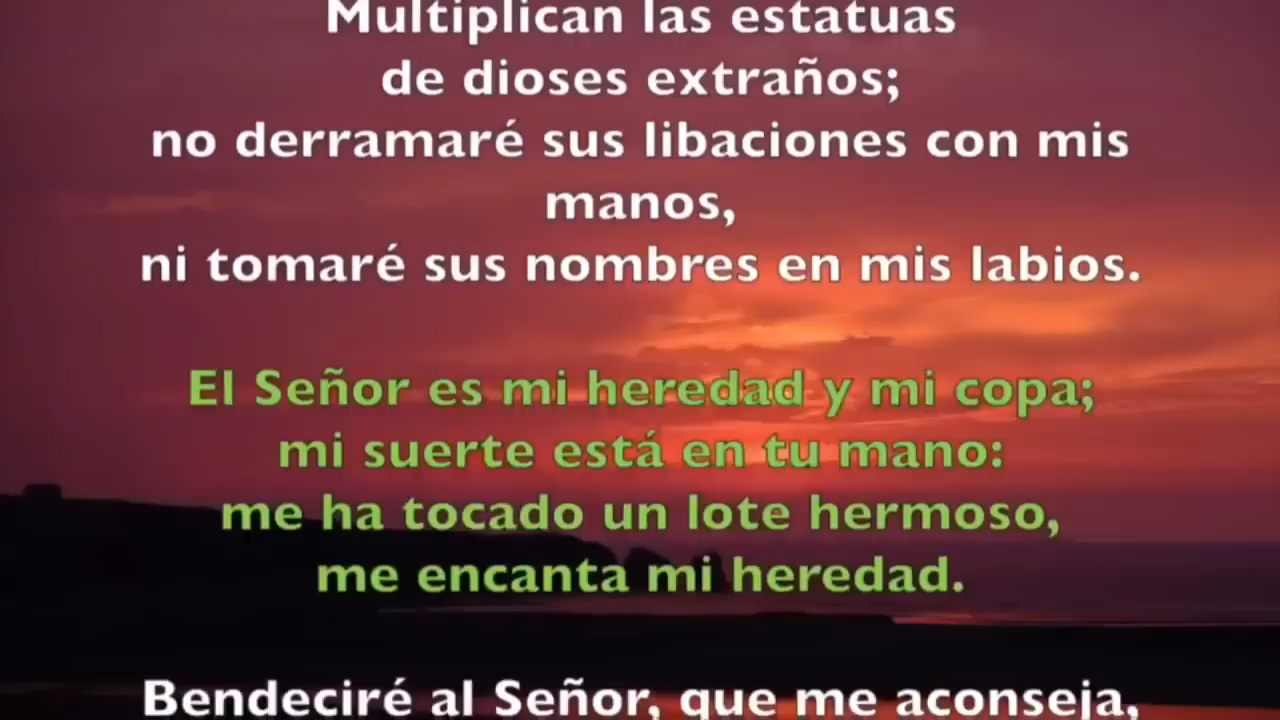 Multiplican las estatuas
de dioses extraños;
no derramaré sus libaciones con mis
manos,
ni tomaré sus nombres en mis labios.
El Señor es mi heredad y mi copa;
mi suerte está en tu mano:
me ha tocado un lote hermoso,
me encanta mi heredad.
Bendeciré al Señor, que me aconseja,